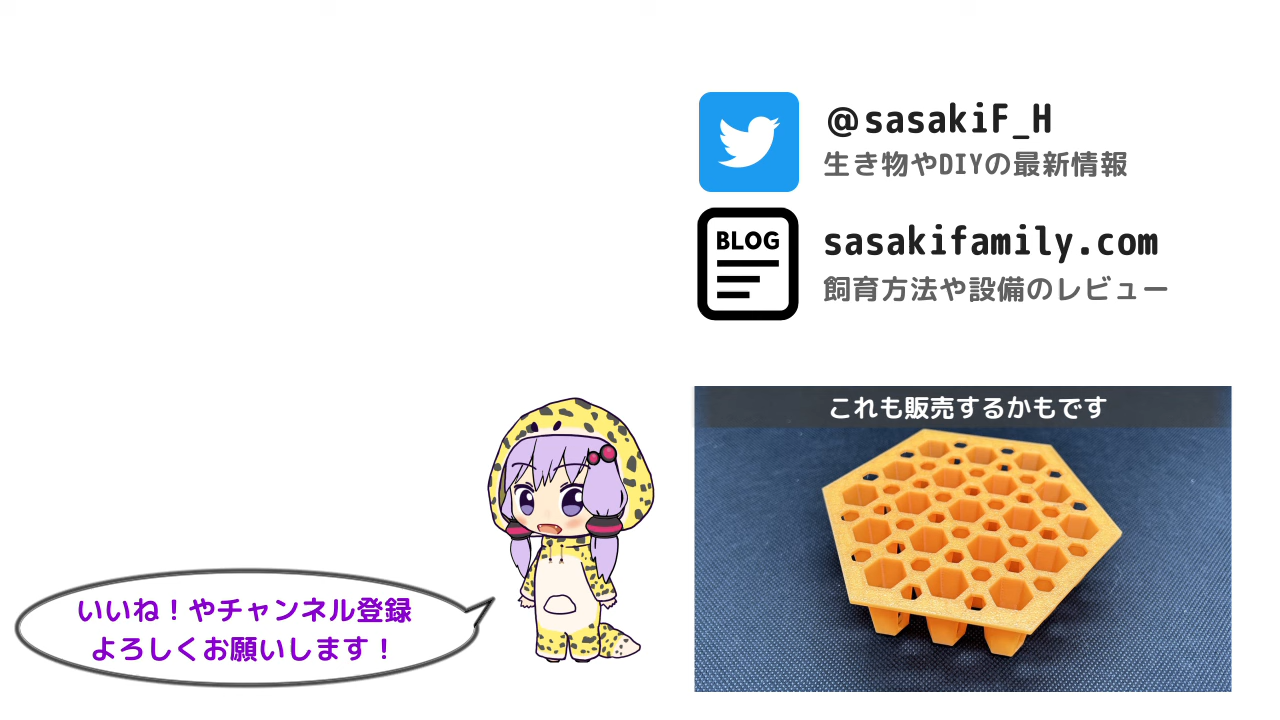 @sasakiF_H
生き物やDIYの最新情報
BLOG
sasakifamily.com
飼育方法や設備のレビュー
これも販売するかもです
いいね！やチャンネル登録
よろしくお願いします！